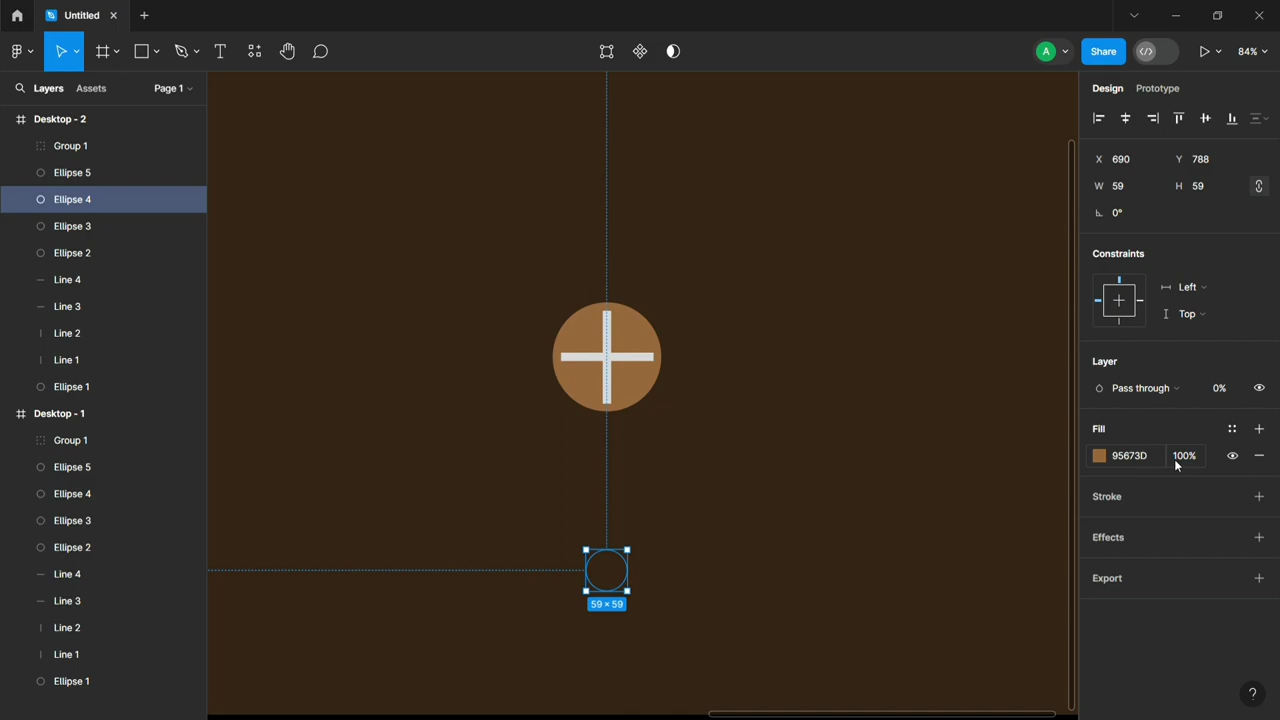 Untitled
A
Share
84%
Layers
Assets
Page 1
Design
Prototype
Desktop - 2
Group 1
Ellipse 5
Ellipse 4
Ellipse 3
Ellipse 2
Line 4
Line 3
Line 2
Line 1
Ellipse 1
Desktop - 1
Group 1
Ellipse 5
Ellipse 4
Ellipse 3
Ellipse 2
Line 4
Line 3
Line 2
Line 1
Ellipse 1
59 × 59
X 690 Y 788
W 59 H 59
0°
Constraints
Left
Top
Layer
Pass through 0%
Fill
95673D 100%
Stroke
Effects
Export
?